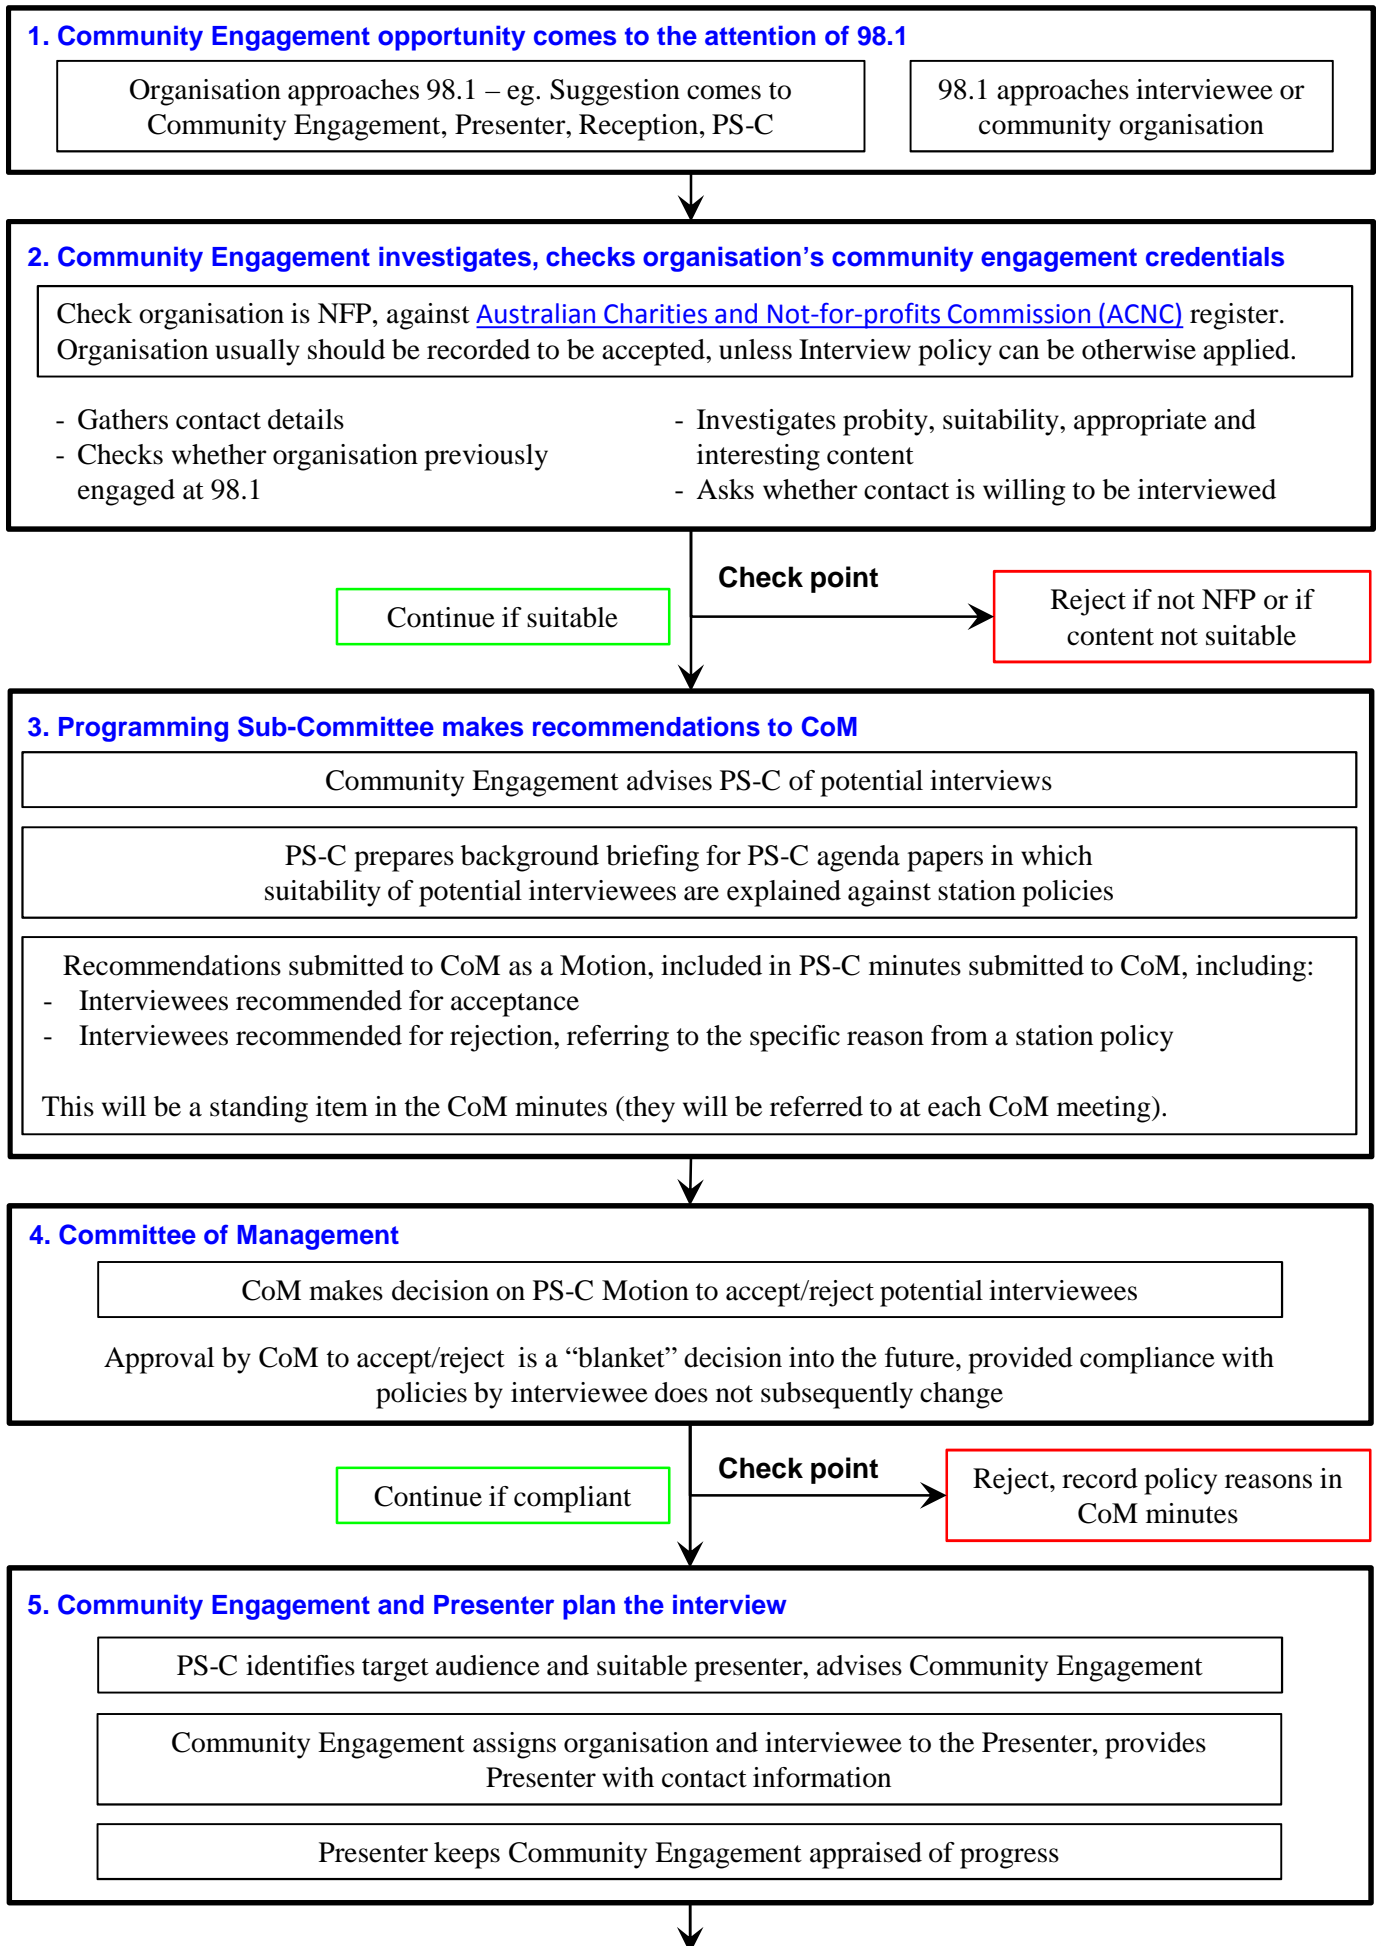 1. Community Engagement opportunity comes to the attention of 98.1
Organisation approaches 98.1 – eg. Suggestion comes to
Community Engagement, Presenter, Reception, PS-C
98.1 approaches interviewee or
community organisation
2. Community Engagement investigates, checks organisation’s community engagement credentials
Check organisation is NFP, against Australian Charities and Not-for-profits Commission (ACNC) register.
Organisation usually should be recorded to be accepted, unless Interview policy can be otherwise applied.
- Gathers contact details
- Checks whether organisation previously
engaged at 98.1
- Investigates probity, suitability, appropriate and
interesting content
- Asks whether contact is willing to be interviewed
Check point
Continue if suitable
Reject if not NFP or if
content not suitable
3. Programming Sub-Committee makes recommendations to CoM
Community Engagement advises PS-C of potential interviews
PS-C prepares background briefing for PS-C agenda papers in which
suitability of potential interviewees are explained against station policies
Recommendations submitted to CoM as a Motion, included in PS-C minutes submitted to CoM, including:
- Interviewees recommended for acceptance
- Interviewees recommended for rejection, referring to the specific reason from a station policy
This will be a standing item in the CoM minutes (they will be referred to at each CoM meeting).
4. Committee of Management
CoM makes decision on PS-C Motion to accept/reject potential interviewees
Approval by CoM to accept/reject is a “blanket” decision into the future, provided compliance with
policies by interviewee does not subsequently change
Check point
Continue if compliant
Reject, record policy reasons in
CoM minutes
5. Community Engagement and Presenter plan the interview
PS-C identifies target audience and suitable presenter, advises Community Engagement
Community Engagement assigns organisation and interviewee to the Presenter, provides
Presenter with contact information
Presenter keeps Community Engagement appraised of progress